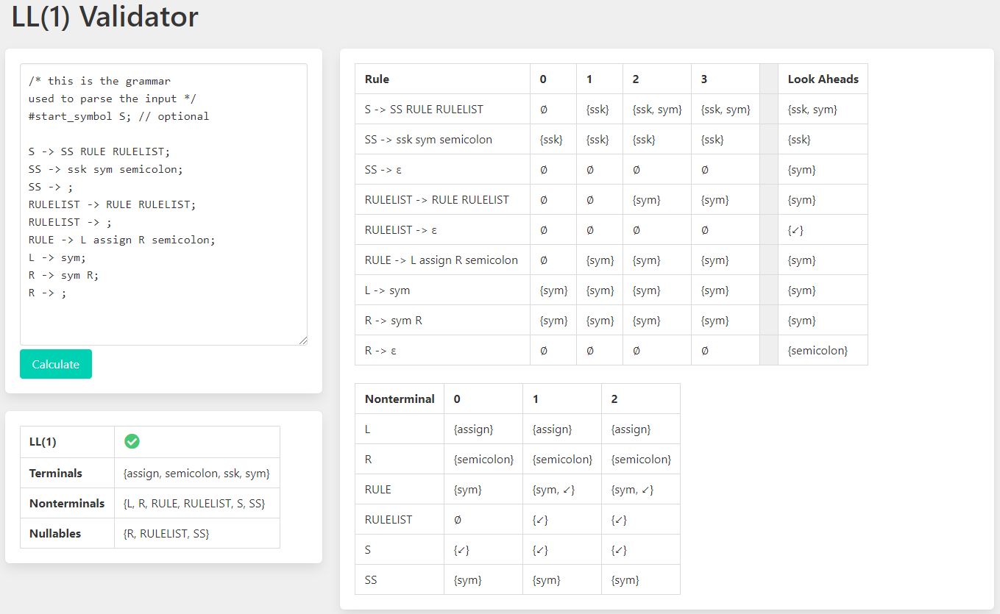 LL(1) Validator
/* this is the grammar
used to parse the input */
#start_symbol S; // optional
S -> SS RULE RULELIST;
SS -> ssk sym semicolon;
SS -> ;
RULELIST -> RULE RULELIST;
RULELIST -> ;
RULE -> L assign R semicolon;
L -> sym;
R -> sym R;
R -> ;
Calculate
LL(1)
Terminals {assign, semicolon, ssk, sym}
Nonterminals {L, R, RULE, RULELIST, S, SS}
Nullables {R, RULELIST, SS}
Rule 0 1 2 3 Look Aheads
S -> SS RULE RULELIST ∅ {ssk} {ssk, sym} {ssk, sym} {ssk, sym}
SS -> ssk sym semicolon {ssk} {ssk} {ssk} {ssk} {ssk}
SS -> ε ∅ ∅ ∅ ∅ {sym}
RULELIST -> RULE RULELIST ∅ ∅ {sym} {sym} {sym}
RULELIST -> ε ∅ ∅ ∅ ∅ {↙}
RULE -> L assign R semicolon ∅ {sym} {sym} {sym} {sym}
L -> sym {sym} {sym} {sym} {sym} {sym}
R -> sym R {sym} {sym} {sym} {sym} {sym}
R -> ε ∅ ∅ ∅ ∅ {semicolon}
Nonterminal 0 1 2
L {assign} {assign} {assign}
R {semicolon} {semicolon} {semicolon}
RULE {sym} {sym, ↙} {sym, ↙}
RULELIST ∅ {↙} {↙}
S {↙} {↙} {↙}
SS {sym} {sym} {sym}